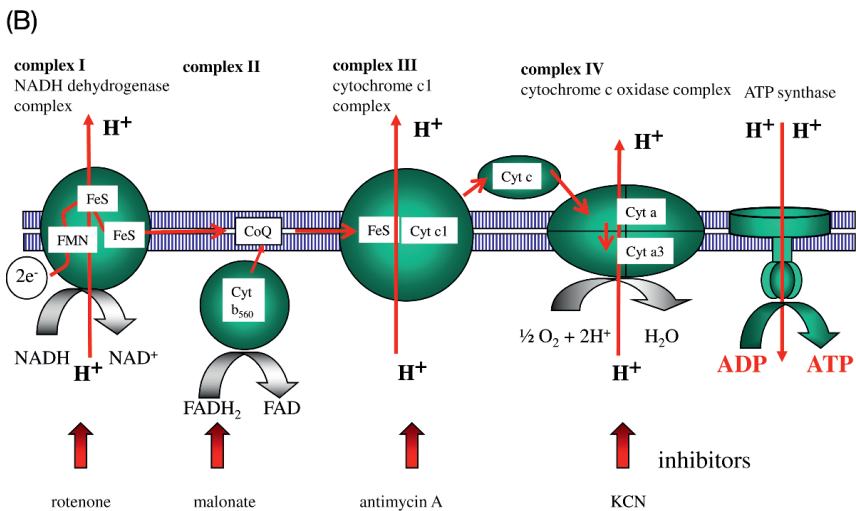 (B)
complex I
NADH dehydrogenase
complex
complex II
complex III
cytochrome c1
complex
complex IV
cytochrome c oxidase complex
ATP synthase
H+
H+
H+
H+ H+
FeS
FMN
FeS
2e-
CoQ
Cyt
b560
FeS
Cyt c1
Cyt c
Cyt a
Cyt a3
NADH
NAD+
H+
FADH2
FAD
H+
½ O2 + 2H+
H2O
H+
ADP
ATP
inhibitors
rotenone
malonate
antimycin A
KCN